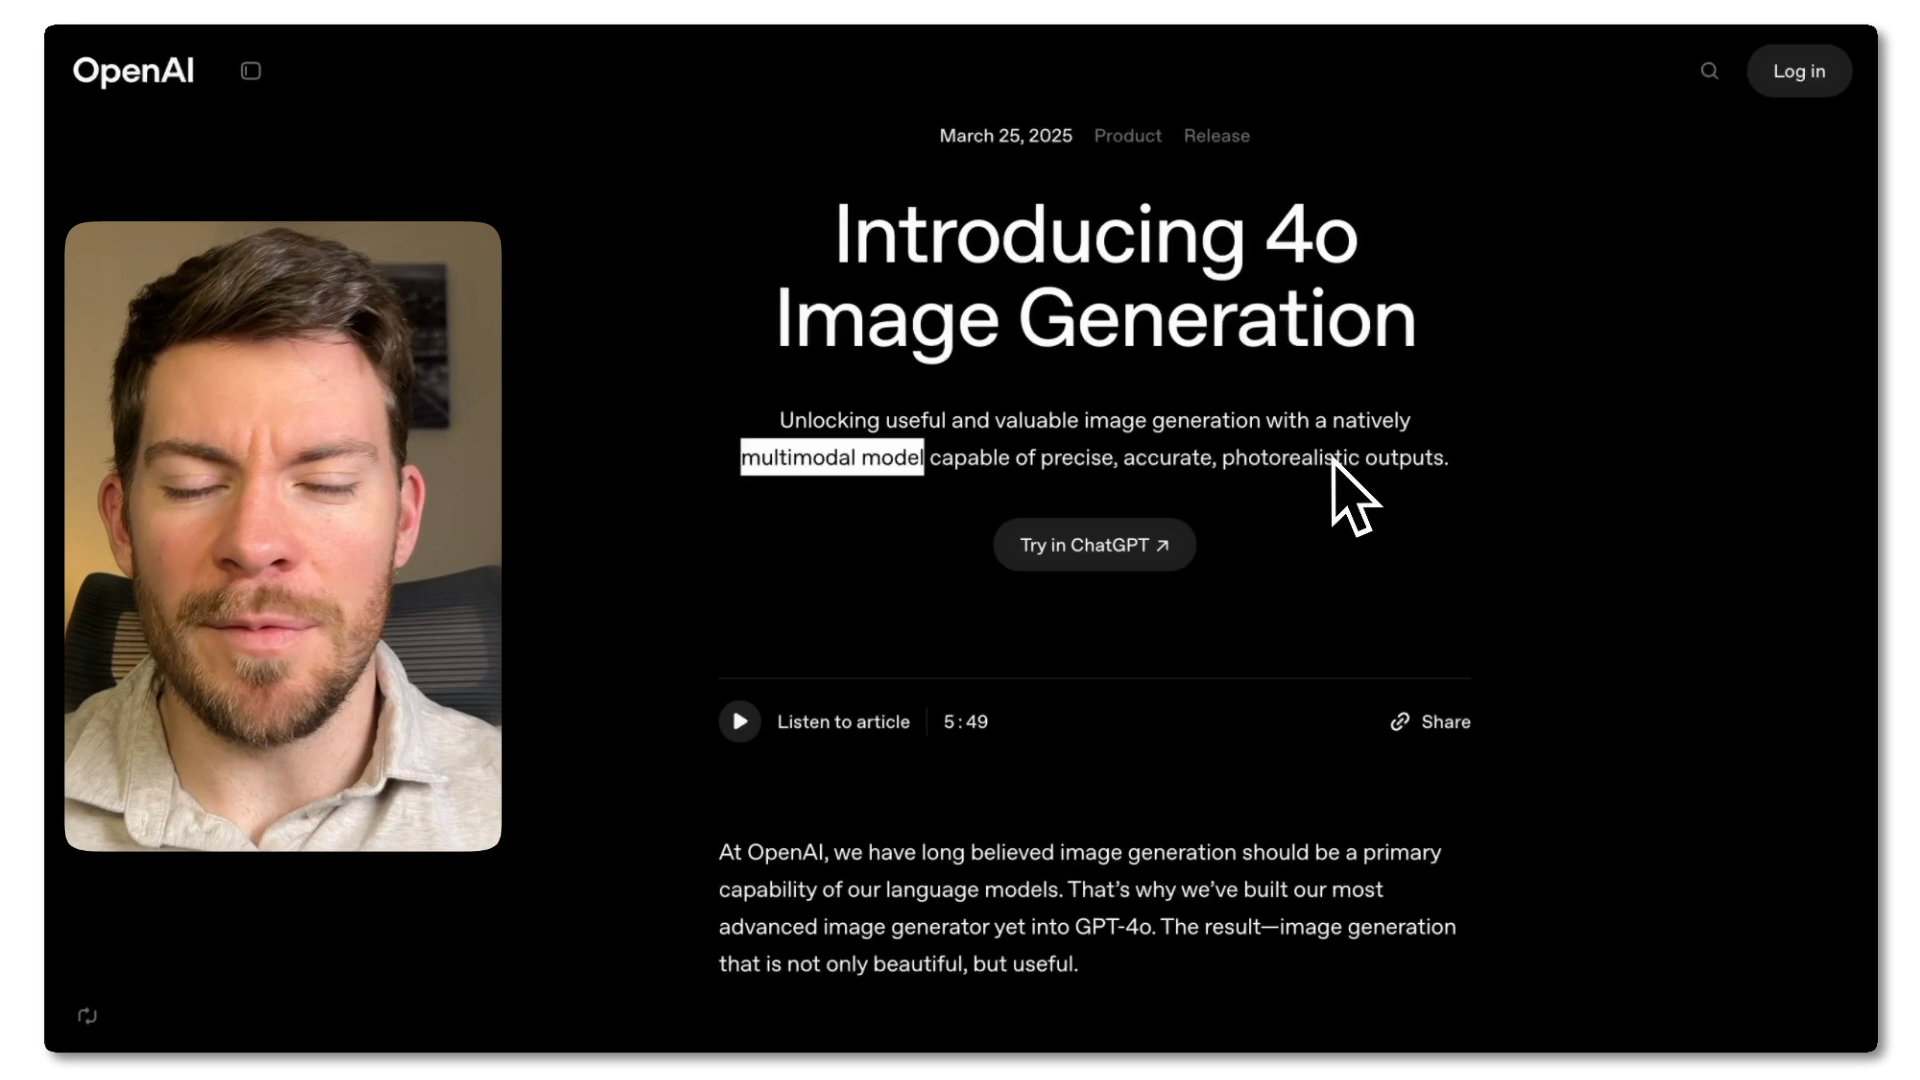 OpenAI
Log in
March 25, 2025 Product Release
Introducing 4o
Image Generation
Unlocking useful and valuable image generation with a natively
multimodal model capable of precise, accurate, photorealistic outputs.
Try in ChatGPT ↗
Listen to article 5:49
Share
At OpenAI, we have long believed image generation should be a primary
capability of our language models. That’s why we’ve built our most
advanced image generator yet into GPT-4o. The result—image generation
that is not only beautiful, but useful.